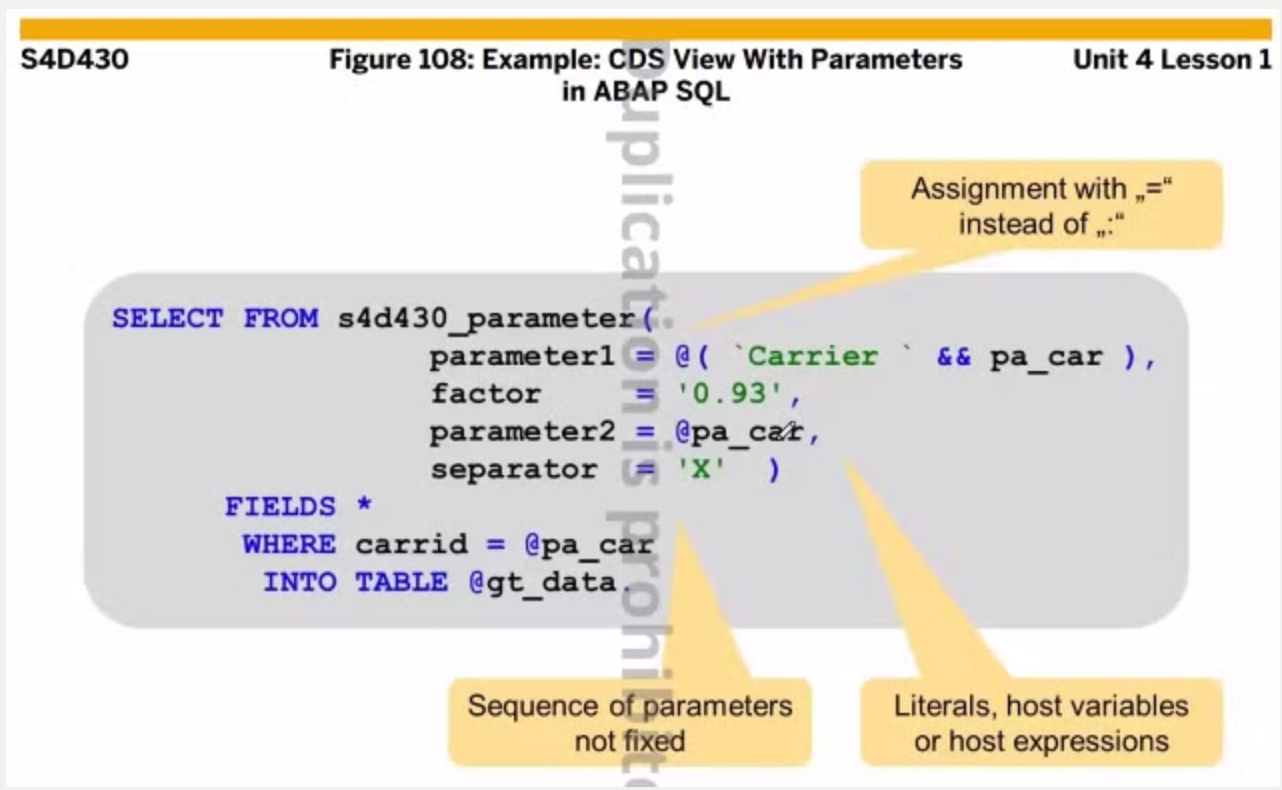 S4D430
Figure 108: Example: CDS View With Parameters
in ABAP SQL
Unit 4 Lesson 1
Assignment with „=“
instead of „:“
SELECT FROM s4d430_parameter(
parameter1 = @( `Carrier ` && pa_car ),
factor = '0.93',
parameter2 = @pa_car,
separator = 'X' )
FIELDS *
WHERE carrid = @pa_car
INTO TABLE @gt_data.
Sequence of parameters
not fixed
Literals, host variables
or host expressions
Duplication is prohibite